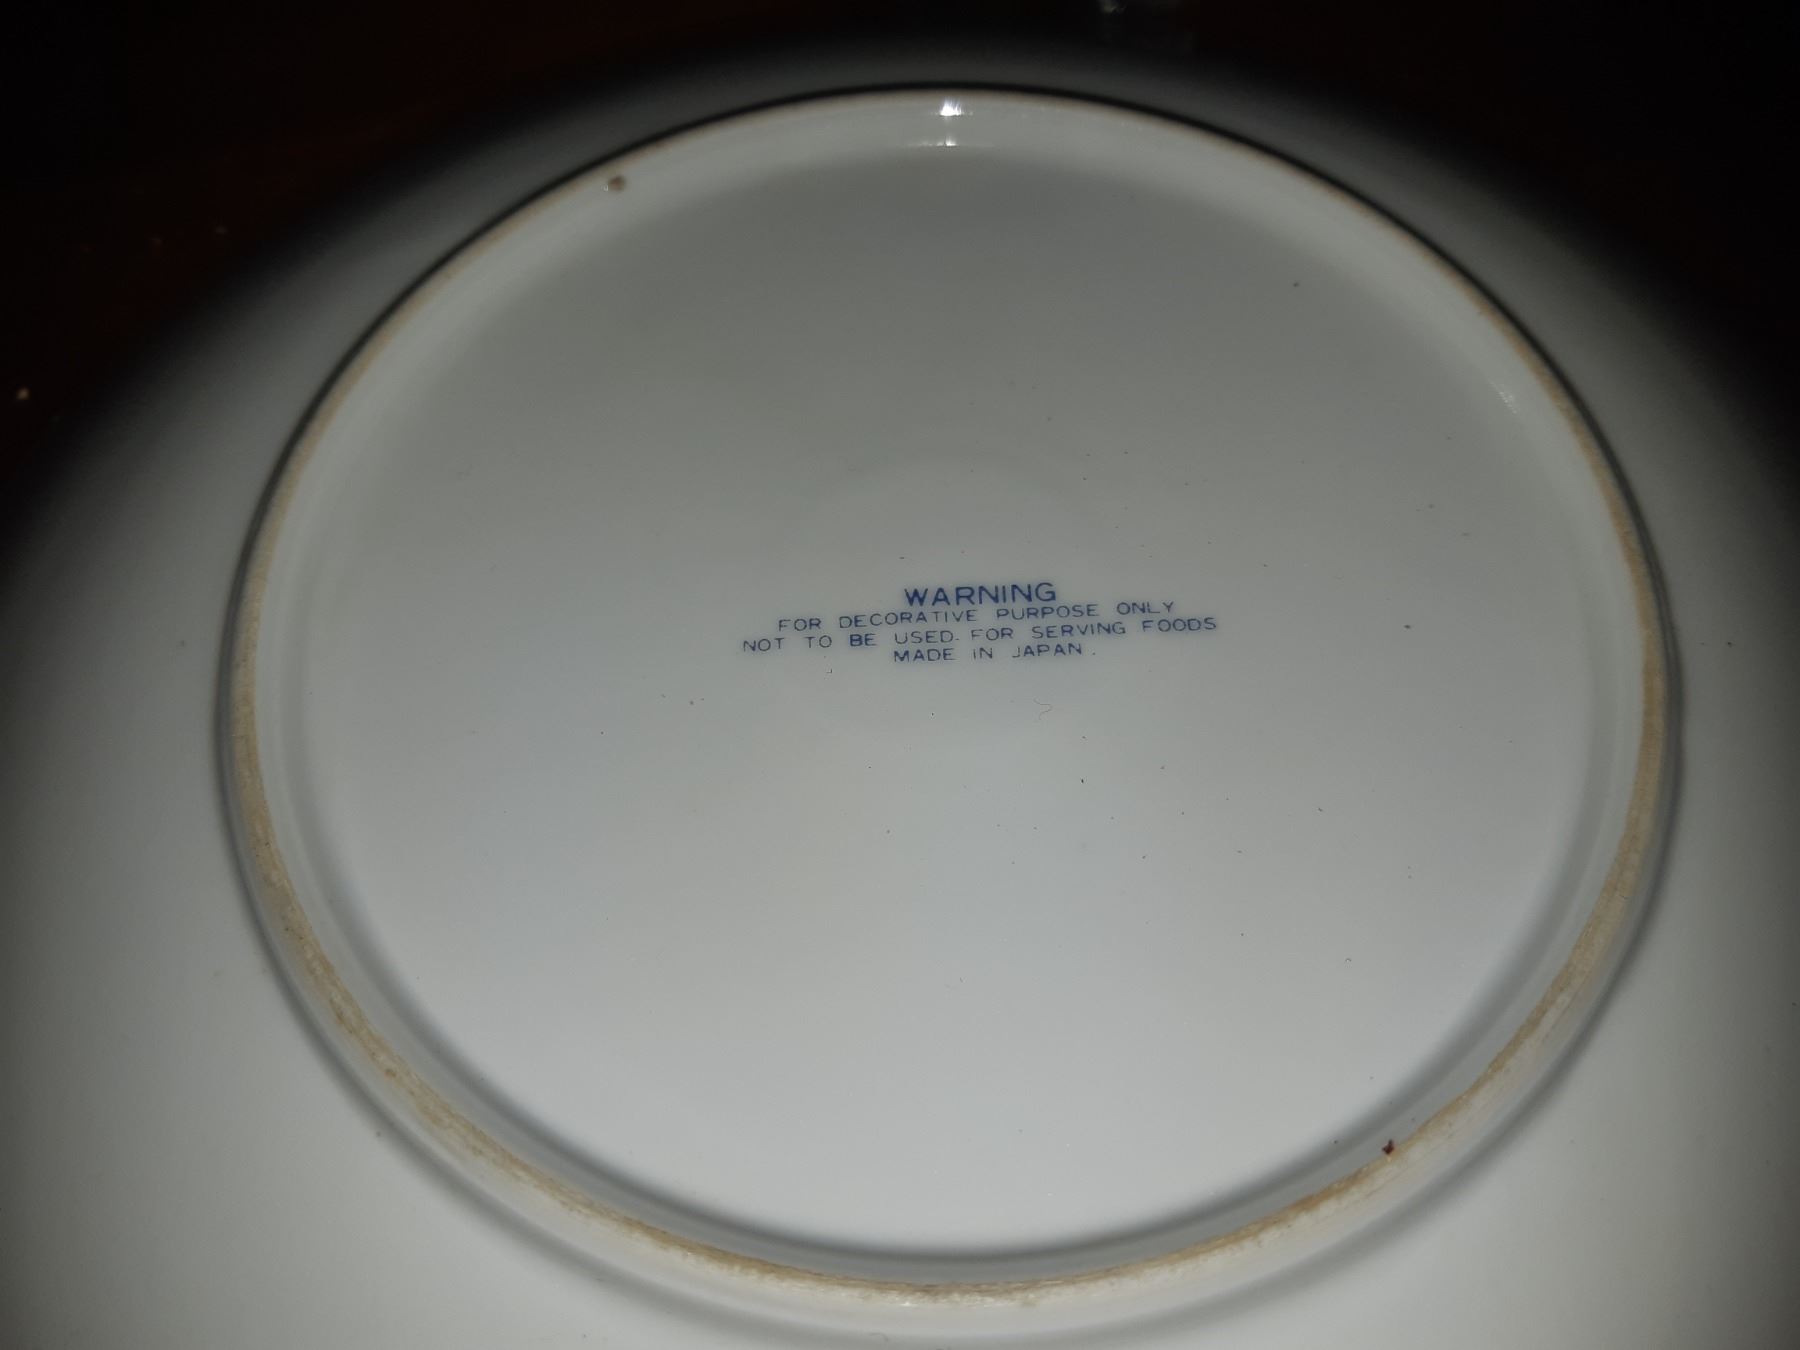 WARNING
FOR DECORATIVE PURPOSE ONLY
NOT TO BE USED FOR SERVING FOODS
MADE IN JAPAN.